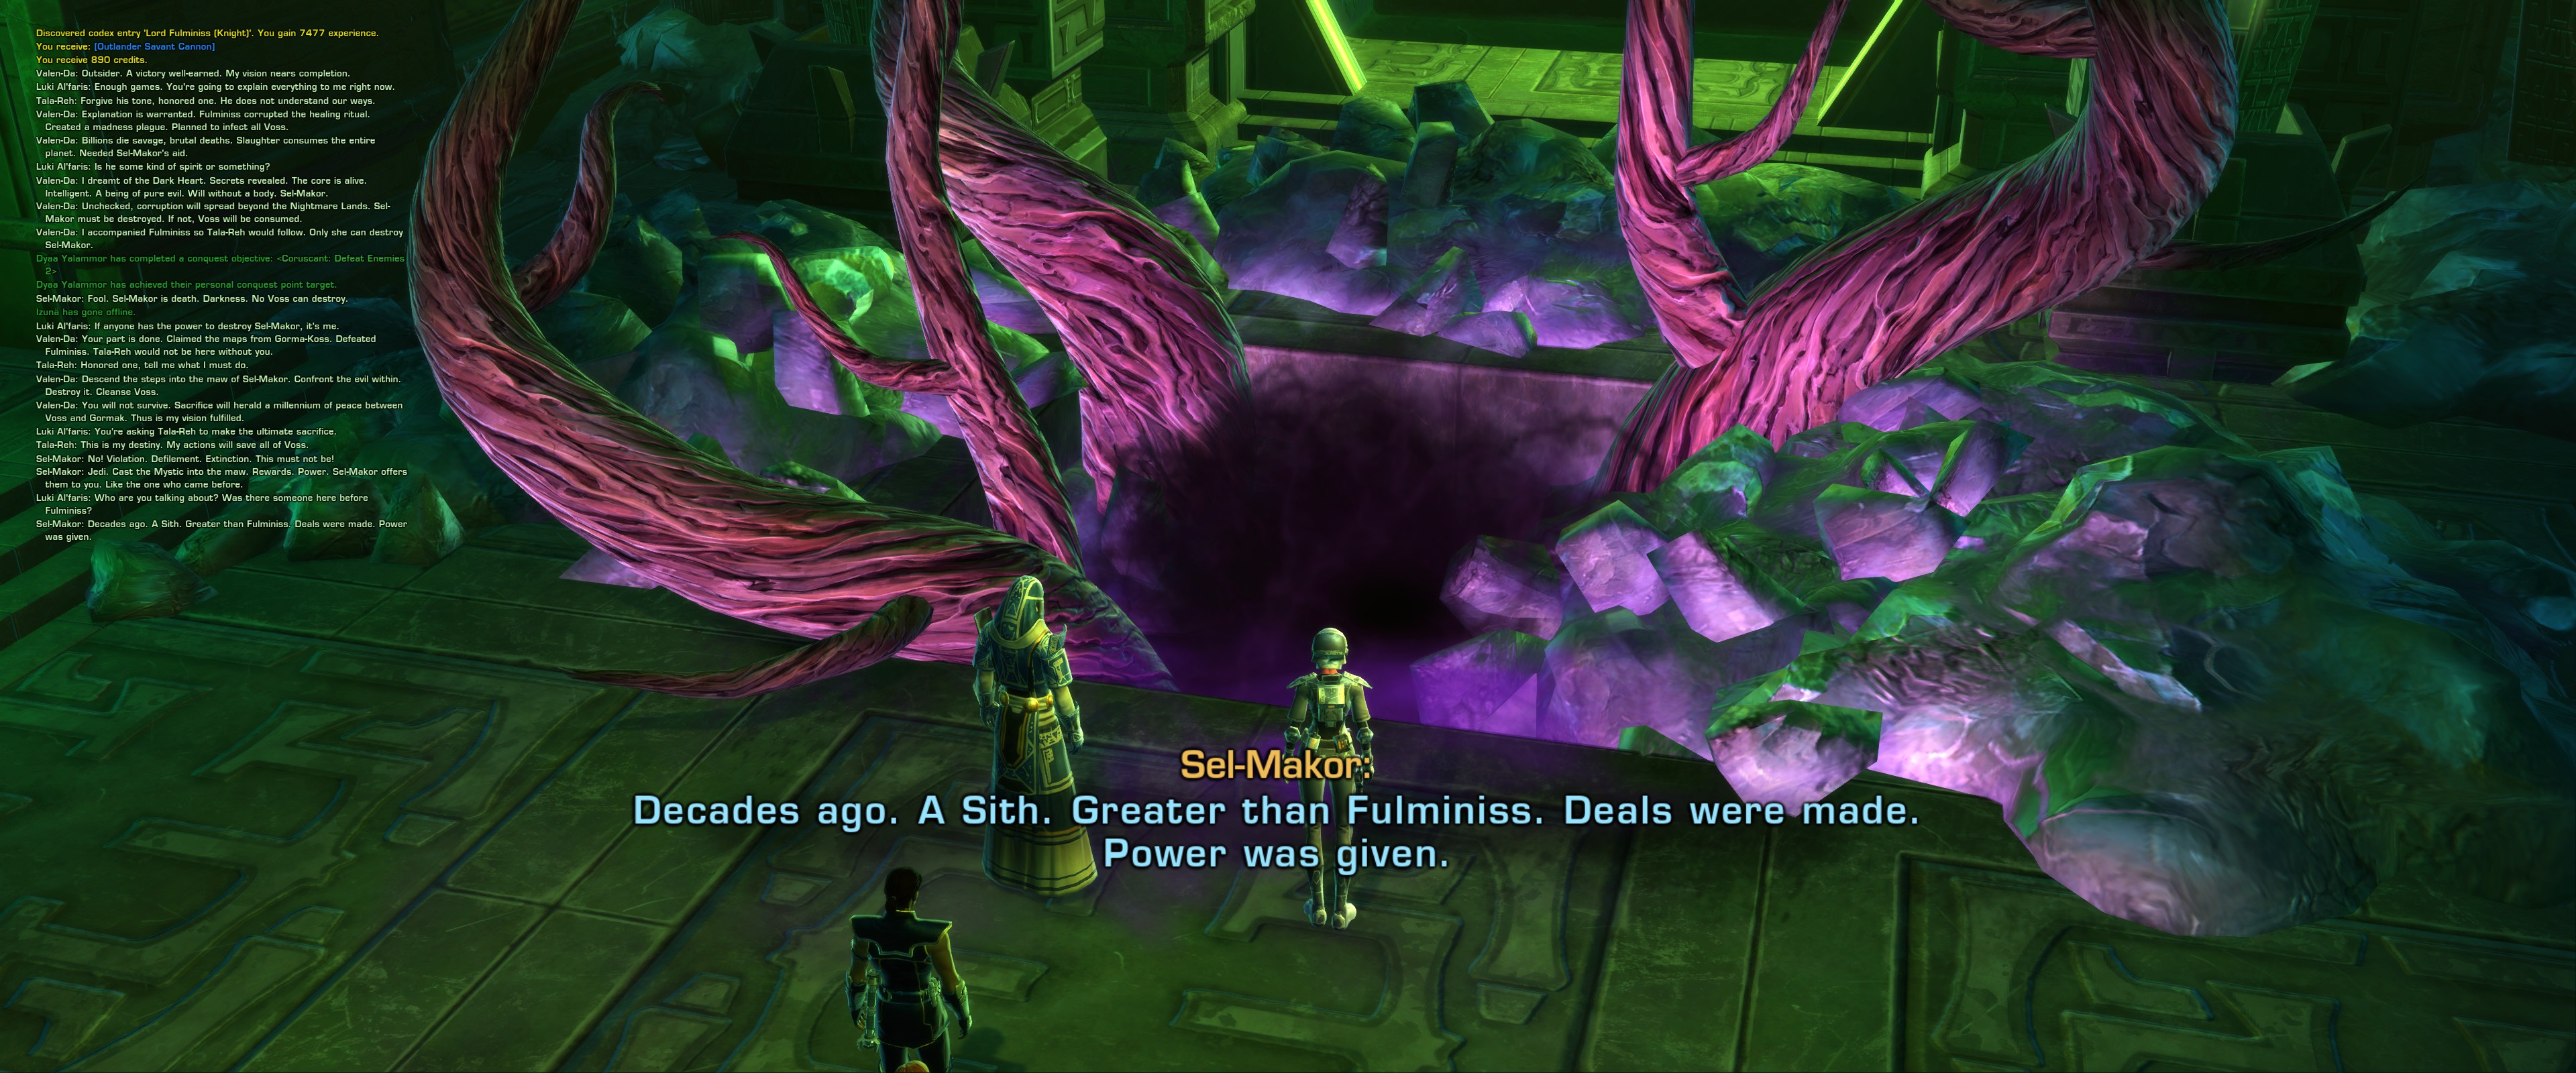 Discovered codex entry 'Lord Fulminiss (Knight)'. You gain 7477 experience.
You receive: [Outlander Savant Cannon]
You receive 890 credits.
Valen-Da: Outsider. A victory well-earned. My vision nears completion.
Luki Al'faris: Enough games. You're going to explain everything to me right now.
Tala-Reh: Forgive his tone, honored one. He does not understand our ways.
Valen-Da: Explanation is warranted. Fulminiss corrupted the healing ritual.
Created a madness plague. Planned to infect all Voss.
Valen-Da: Billions die savage, brutal deaths. Slaughter consumes the entire
planet. Needed Sel-Makor's aid.
Luki Al'faris: Is he some kind of spirit or something?
Valen-Da: I dreamt of the Dark Heart. Secrets revealed. The core is alive.
Intelligent. A being of pure evil. Will without a body. Sel-Makor.
Valen-Da: Unchecked, corruption will spread beyond the Nightmare Lands. Sel-
Makor must be destroyed. If not, Voss will be consumed.
Valen-Da: I accompanied Fulminiss so Tala-Reh would follow. Only she can destroy
Sel-Makor.
Dyaa Yalammor has completed a conquest objective: <Coruscant: Defeat Enemies
2>
Dyaa Yalammor has achieved their personal conquest point target.
Sel-Makor: Fool. Sel-Makor is death. Darkness. No Voss can destroy.
Izunä has gone offline.
Luki Al'faris: If anyone has the power to destroy Sel-Makor, it's me.
Valen-Da: Your part is done. Claimed the maps from Gorma-Koss. Defeated
Fulminiss. Tala-Reh would not be here without you.
Tala-Reh: Honored one, tell me what I must do.
Valen-Da: Descend the steps into the maw of Sel-Makor. Confront the evil within.
Destroy it. Cleanse Voss.
Valen-Da: You will not survive. Sacrifice will herald a millennium of peace between
Voss and Gormak. Thus is my vision fulfilled.
Luki Al'faris: You're asking Tala-Reh to make the ultimate sacrifice.
Tala-Reh: This is my destiny. My actions will save all of Voss.
Sel-Makor: No! Violation. Defilement. Extinction. This must not be!
Sel-Makor: Jedi. Cast the Mystic into the maw. Rewards. Power. Sel-Makor offers
them to you. Like the one who came before.
Luki Al'faris: Who are you talking about? Was there someone here before
Fulminiss?
Sel-Makor: Decades ago. A Sith. Greater than Fulminiss. Deals were made. Power
was given.
Sel-Makor:
Decades ago. A Sith. Greater than Fulminiss. Deals were made.
Power was given.